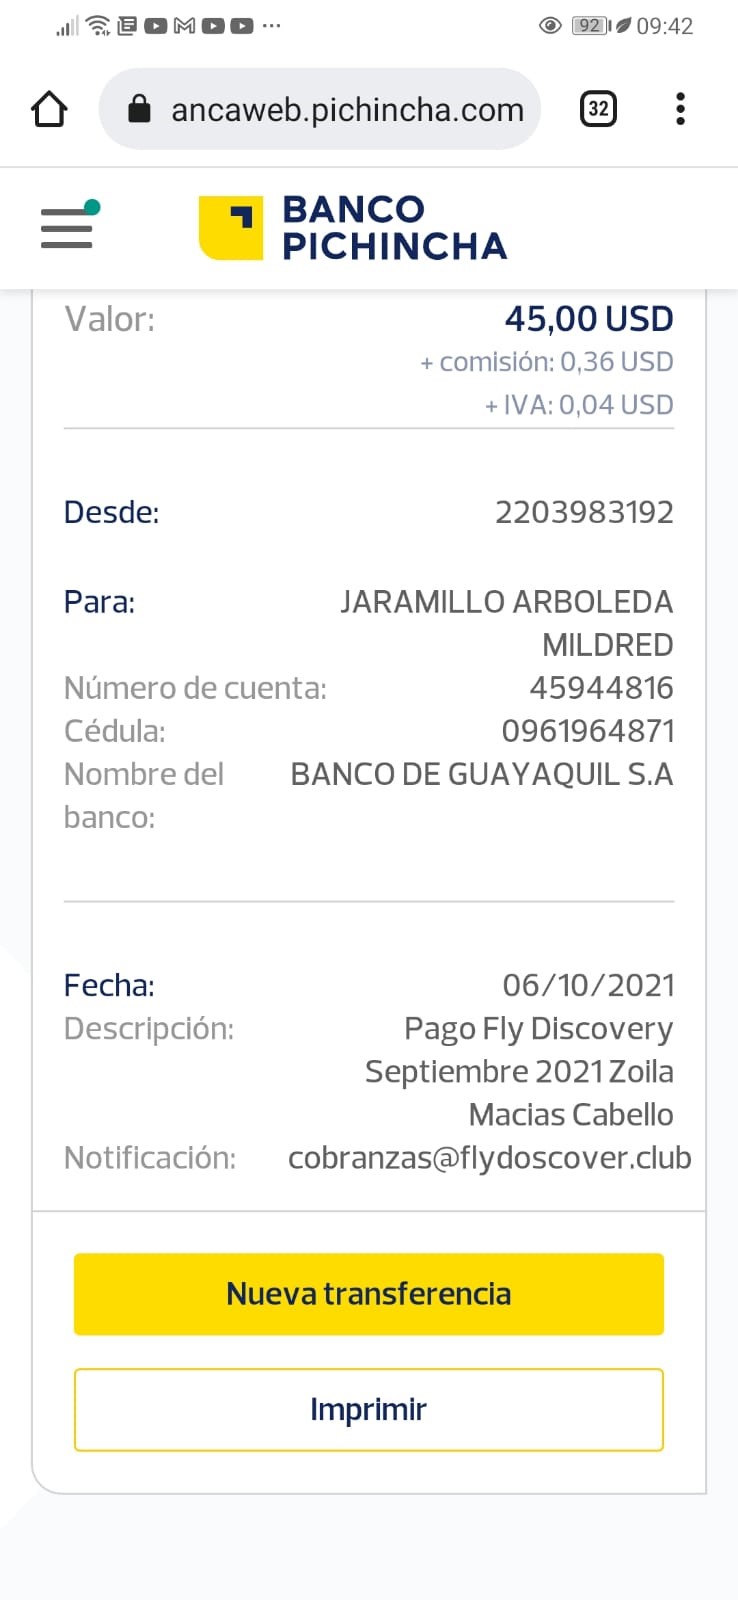 92 09:42
ancaweb.pichincha.com 32
BANCO
PICHINCHA
Valor: 45,00 USD
+ comisión: 0,36 USD
+ IVA: 0,04 USD
Desde: 2203983192
Para: JARAMILLO ARBOLEDA
MILDRED
Número de cuenta: 45944816
Cédula: 0961964871
Nombre del BANCO DE GUAYAQUIL S.A
banco:
Fecha: 06/10/2021
Descripción: Pago Fly Discovery
Septiembre 2021 Zoila
Macias Cabello
Notificación: cobranzas@flydoscover.club
Nueva transferencia
Imprimir